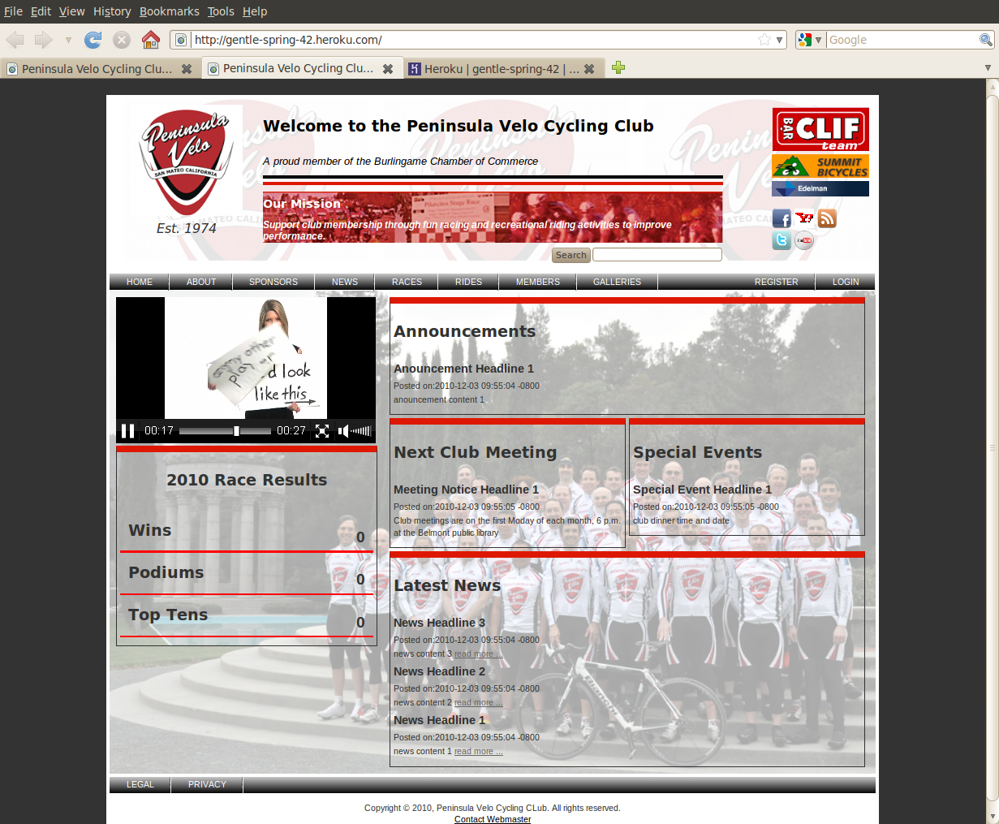 File Edit View History Bookmarks Tools Help
http://gentle-spring-42.heroku.com/
Google
Peninsula Velo Cycling Clu...
Peninsula Velo Cycling Clu...
Heroku | gentle-spring-42 | ...
Peninsula Velo
SAN MATEO CALIFORNIA
Est. 1974
Welcome to the Peninsula Velo Cycling Club
A proud member of the Burlingame Chamber of Commerce
Our Mission
Support club membership through fun racing and recreational riding activities to improve
performance.
Search
CLIF BAR
team
SUMMIT
BICYCLES
Edelman
HOME ABOUT SPONSORS NEWS RACES RIDES MEMBERS GALLERIES REGISTER LOGIN
look
like this
00:17 00:27
2010 Race Results
Wins 0
Podiums 0
Top Tens 0
Announcements
Anouncement Headline 1
Posted on:2010-12-03 09:55:04 -0800
anouncement content 1
Next Club Meeting
Meeting Notice Headline 1
Posted on:2010-12-03 09:55:05 -0800
Club meetings are on the first Moday of each month, 6 p.m.
at the Belmont public library
Special Events
Special Event Headline 1
Posted on:2010-12-03 09:55:05 -0800
club dinner time and date
Latest News
News Headline 3
Posted on:2010-12-03 09:55:04 -0800
news content 3 read more ...
News Headline 2
Posted on:2010-12-03 09:55:04 -0800
news content 2 read more ...
News Headline 1
Posted on:2010-12-03 09:55:04 -0800
news content 1 read more ...
LEGAL PRIVACY
Copyright © 2010, Peninsula Velo Cycling CLub. All rights reserved.
Contact Webmaster